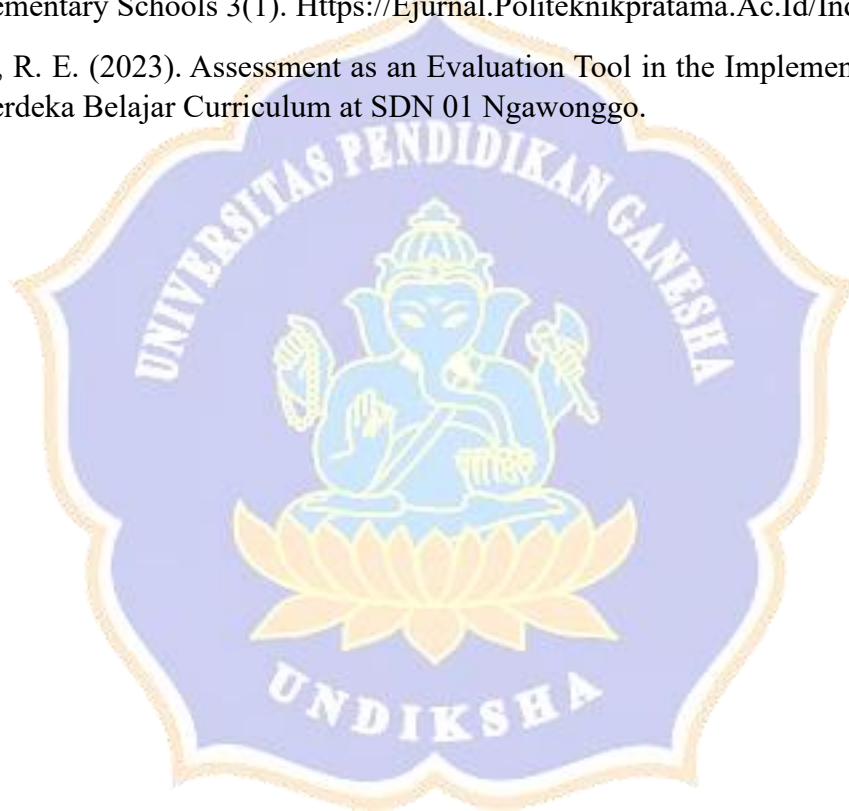 ementary Schools 3(1). Https://Ejurnal.Politeknikpratama.Ac.Id/Ind
, R. E. (2023). Assessment as an Evaluation Tool in the Implemen
erdeka Belajar Curriculum at SDN 01 Ngawonggo.
UNIVERSITAS PENDIDIKAN GANESHA
UNDIKSHA